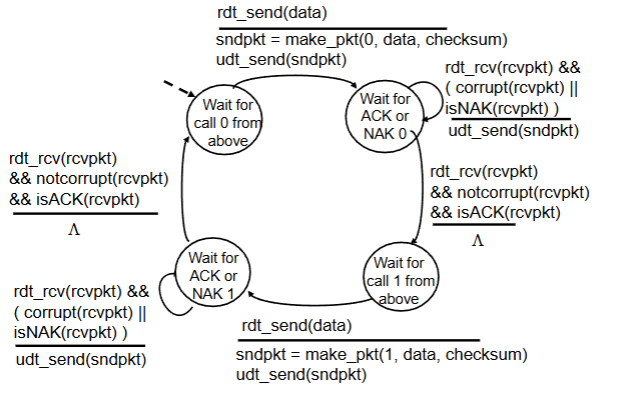 rdt_send(data)
sndpkt = make_pkt(0, data, checksum)
udt_send(sndpkt)
Wait for
call 0 from
above
Wait for
ACK or
NAK 0
rdt_rcv(rcvpkt) &&
( corrupt(rcvpkt) ||
isNAK(rcvpkt) )
udt_send(sndpkt)
rdt_rcv(rcvpkt)
&& notcorrupt(rcvpkt)
&& isACK(rcvpkt)
Λ
rdt_rcv(rcvpkt)
&& notcorrupt(rcvpkt)
&& isACK(rcvpkt)
Λ
Wait for
ACK or
NAK 1
Wait for
call 1 from
above
rdt_rcv(rcvpkt) &&
( corrupt(rcvpkt) ||
isNAK(rcvpkt) )
udt_send(sndpkt)
rdt_send(data)
sndpkt = make_pkt(1, data, checksum)
udt_send(sndpkt)